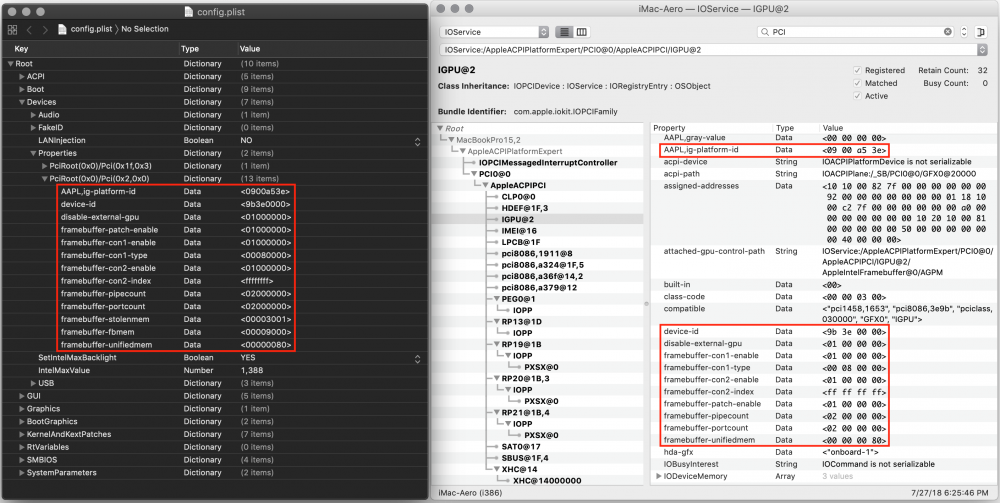 config.plist
config.plist
No Selection
Key Type Value
Root Dictionary (10 items)
ACPI Dictionary (5 items)
Boot Dictionary (9 items)
Devices Dictionary (7 items)
Audio Dictionary (3 items)
FakeID Dictionary (0 items)
LANInjection Boolean NO
Properties Dictionary (2 items)
PciRoot(0x0)/Pci(0x1f,0x3) Dictionary (1 item)
PciRoot(0x0)/Pci(0x2,0x0) Dictionary (13 items)
AAPL,ig-platform-id Data <0900a53e>
device-id Data <9b3e0000>
disable-external-gpu Data <01000000>
framebuffer-patch-enable Data <01000000>
framebuffer-con1-enable Data <01000000>
framebuffer-con1-type Data <00080000>
framebuffer-con2-enable Data <01000000>
framebuffer-con2-index Data <ffffffff>
framebuffer-pipecount Data <02000000>
framebuffer-portcount Data <02000000>
framebuffer-stolenmem Data <00003001>
framebuffer-fbmem Data <00009000>
framebuffer-unifiedmem Data <00000080>
SetIntelMaxBacklight Boolean YES
IntelMaxValue Number 1,388
USB Dictionary (3 items)
GUI Dictionary (5 items)
Graphics Dictionary (1 item)
BootGraphics Dictionary (2 items)
KernelAndKextPatches Dictionary (7 items)
RtVariables Dictionary (0 items)
SMBIOS Dictionary (4 items)
SystemParameters Dictionary (2 items)
iMac-Aero — IOService — IGPU@2
IOService
PCI
IOService:/AppleACPIPlatformExpert/PCI0@0/AppleACPIPCI/IGPU@2
IGPU@2
Registered Retain Count: 32
Class Inheritance: IOPCIDevice : IOService : IORegistryEntry : OSObject
Matched Busy Count: 0
Active
Bundle Identifier: com.apple.iokit.IOPCIFamily
Root
MacBookPro15,2
AppleACPIPlatformExpert
IOPCIMessagedInterruptController
PCI0@0
AppleACPIPCI
CLP0@0
HDEF@1F,3
IGPU@2
IMEI@16
LPCB@1F
pci8086,1911@8
pci8086,a324@1F,5
pci8086,a36f@14,2
pci8086,a379@12
PEG0@1
IOPP
RP13@1D
IOPP
RP19@1B
IOPP
PXSX@0
RP20@1B,3
IOPP
PXSX@0
RP21@1B,4
IOPP
PXSX@0
SAT0@17
SBUS@1F,4
XHC@14
XHC@14000000
Property Type Value
AAPL,gray-value Data <00 00 00 00>
AAPL,ig-platform-id Data <09 00 a5 3e>
acpi-device String IOACPIPlatformDevice is not serializable
acpi-path String IOACPIPlane:/_SB/PCI0@0/GFX0@20000
assigned-addresses Data <10 10 00 82 7f 00 00 00 00 00 00 00
92 00 00 00 00 00 00 00 01 18 10
00 c2 7f 00 00 00 00 00 00 a0 00
00 00 00 00 00 00 10 20 10 00 81
00 00 00 00 00 50 00 00 00 00 00
00 40 00 00 00>
attached-gpu-control-path String IOService:/AppleACPIPlatformExpert/PCI0@0/
AppleACPIPCI/IGPU@2/
AppleIntelFramebuffer@0/AGPM
built-in Data <00>
class-code Data <00 00 03 00>
compatible Data <"pci1458,1653", "pci8086,3e9b", "pciclass,
030000", "GFX0", "IGPU">
device-id Data <9b 3e 00 00>
disable-external-gpu Data <01 00 00 00>
framebuffer-con1-enable Data <01 00 00 00>
framebuffer-con1-type Data <00 08 00 00>
framebuffer-con2-enable Data <01 00 00 00>
framebuffer-con2-index Data <ff ff ff ff>
framebuffer-patch-enable Data <01 00 00 00>
framebuffer-pipecount Data <02 00 00 00>
framebuffer-portcount Data <02 00 00 00>
framebuffer-unifiedmem Data <00 00 00 80>
hda-gfx Data <"onboard-1">
IOBusyInterest String IOCommand is not serializable
IODeviceMemory Array 3 values
iMac-Aero (i386)
7/27/18 6:25:46 PM